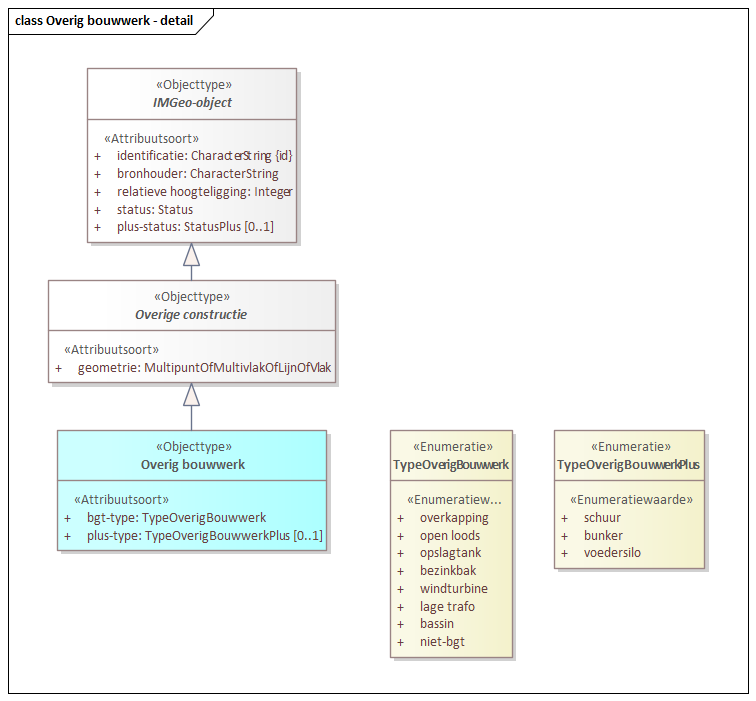 class Overig bouwwerk - detail
«Objecttype»
IMGeo-object
«Attribuutsoort»
+ identificatie: CharacterString {id}
+ bronhouder: CharacterString
+ relatieve hoogteligging: Integer
+ status: Status
+ plus-status: StatusPlus [0..1]
«Objecttype»
Overige constructie
«Attribuutsoort»
+ geometrie: MultipuntOfMultivlakOfLijnOfVlak
«Objecttype»
Overig bouwwerk
«Attribuutsoort»
+ bgt-type: TypeOverigBouwwerk
+ plus-type: TypeOverigBouwwerkPlus [0..1]
«Enumeratie»
TypeOverigBouwwerk
«Enumeratiew...
+ overkapping
+ open loods
+ opslagtank
+ bezinkbak
+ windturbine
+ lage trafo
+ bassin
+ niet-bgt
«Enumeratie»
TypeOverigBouwwerkPlus
«Enumeratiewaarde»
+ schuur
+ bunker
+ voedersilo